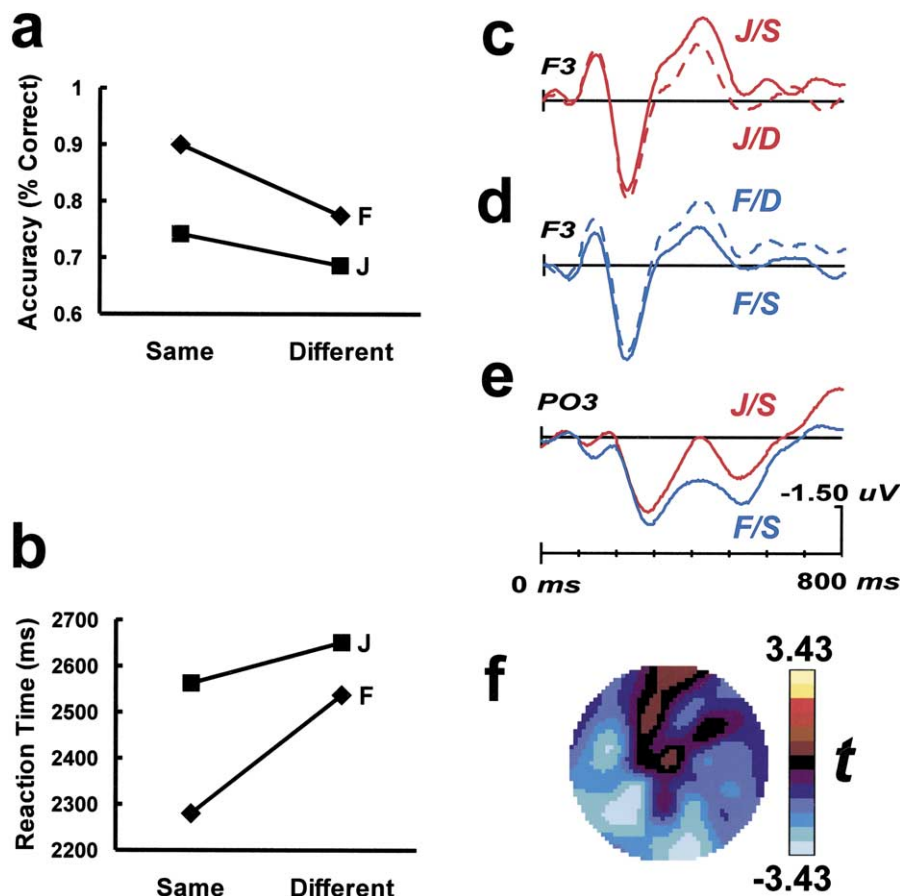 a
Accuracy (% Correct)
1
0.9
0.8
0.7
0.6
F
J
Same Different
b
Reaction Time (ms)
2700
2600
2500
2400
2300
2200
J
F
Same Different
c
F3
J/S
J/D
d
F3
F/D
F/S
e
PO3
J/S
F/S
-1.50 uV
0 ms 800 ms
f
3.43
t
-3.43